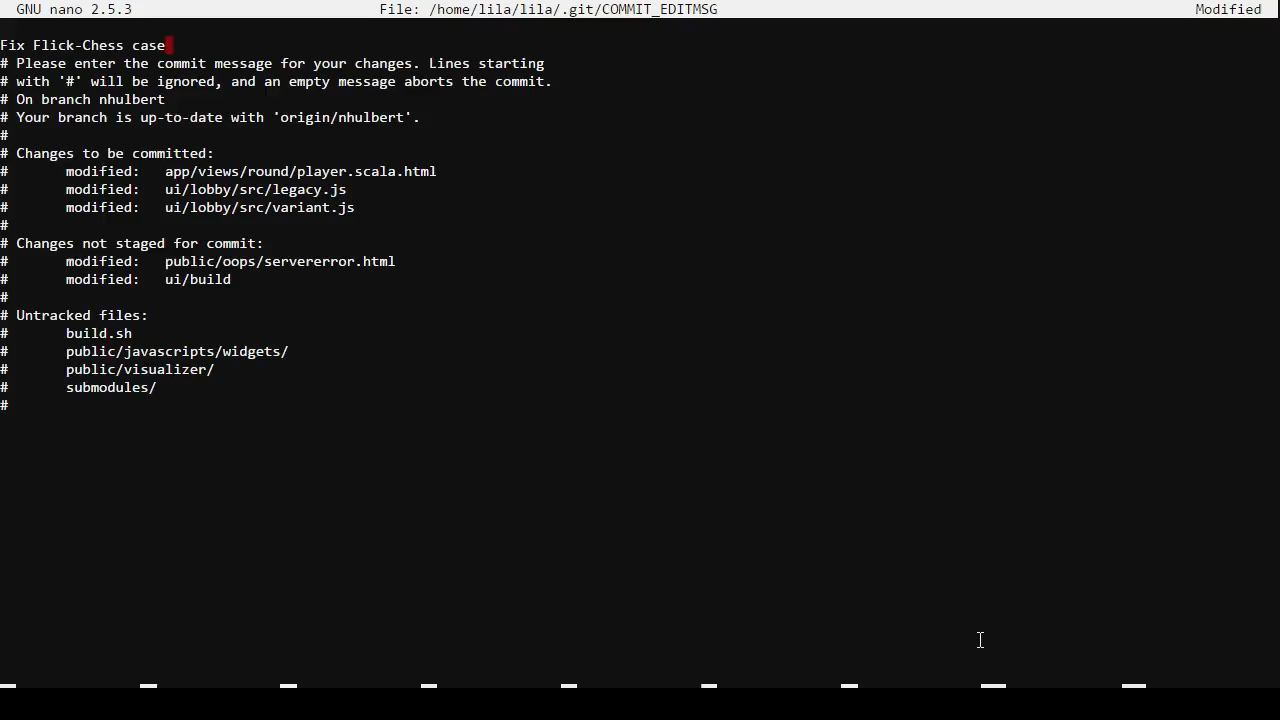 GNU nano 2.5.3 File: /home/lila/lila/.git/COMMIT_EDITMSG Modified
Fix Flick-Chess case
# Please enter the commit message for your changes. Lines starting
# with '#' will be ignored, and an empty message aborts the commit.
# On branch nhulbert
# Your branch is up-to-date with 'origin/nhulbert'.
#
# Changes to be committed:
#       modified:   app/views/round/player.scala.html
#       modified:   ui/lobby/src/legacy.js
#       modified:   ui/lobby/src/variant.js
#
# Changes not staged for commit:
#       modified:   public/oops/servererror.html
#       modified:   ui/build
#
# Untracked files:
#       build.sh
#       public/javascripts/widgets/
#       public/visualizer/
#       submodules/
#